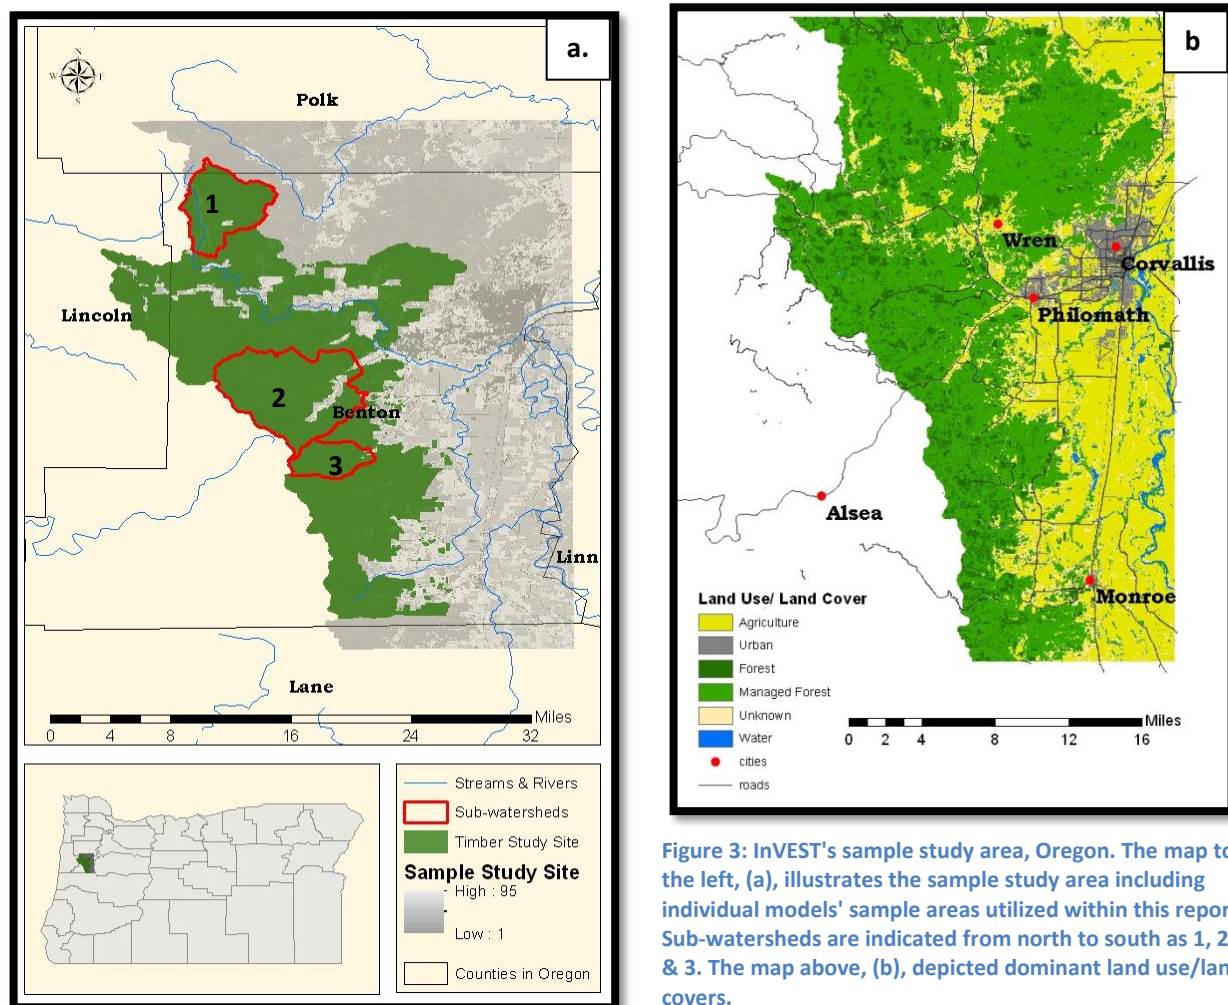 a.
N
W E
S
Polk
1
Lincoln
2
Benton
3
Linn
Lane
Miles
0 4 8 16 24 32
Streams & Rivers
Sub-watersheds
Timber Study Site
Sample Study Site
High : 95
Low : 1
Counties in Oregon
b
Wren
Corvallis
Philomath
Alsea
Monroe
Land Use/ Land Cover
Agriculture
Urban
Forest
Managed Forest
Unknown
Water
cities
roads
Miles
0 2 4 8 12 16
Figure 3: InVEST's sample study area, Oregon. The map to
the left, (a), illustrates the sample study area including
individual models' sample areas utilized within this repor
Sub-watersheds are indicated from north to south as 1, 2
& 3. The map above, (b), depicted dominant land use/lan
covers.